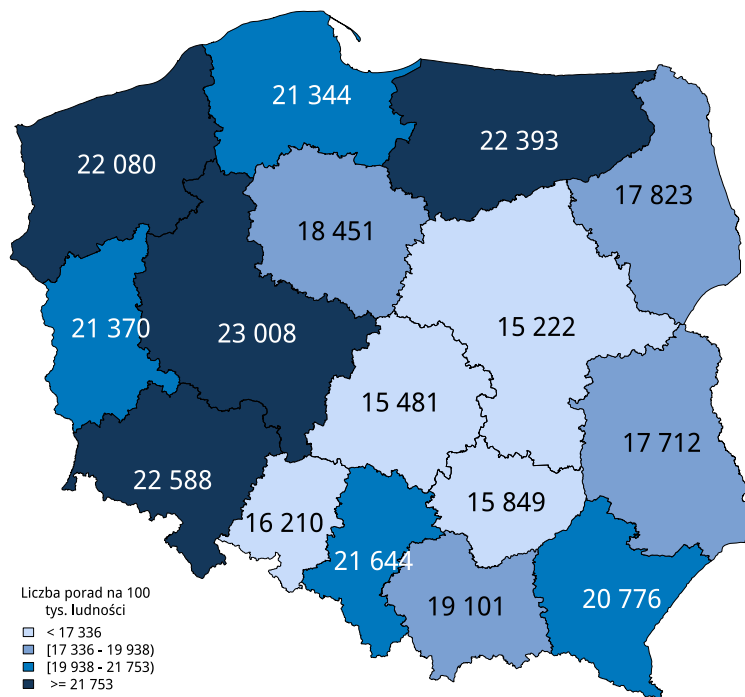 21 344
22 393
22 080
17 823
18 451
21 370
23 008
15 222
15 481
17 712
22 588
15 849
16 210
21 644
20 776
19 101
Liczba porad na 100
tys. ludności
< 17 336
[17 336 - 19 938)
[19 938 - 21 753)
>= 21 753